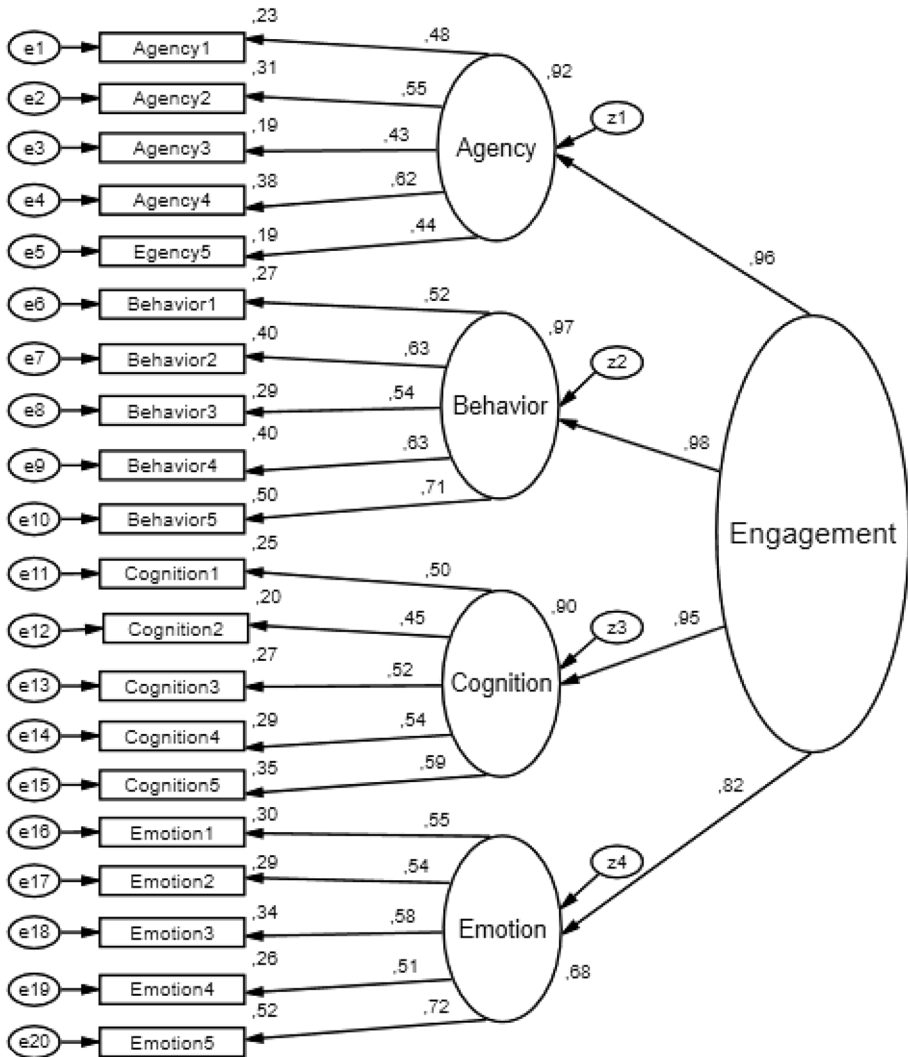 ,23
e1 Agency1 ,48
,31 ,92
e2 Agency2 ,55 z1
,19
e3 Agency3 ,43 Agency
,38
e4 Agency4 ,62
,19 ,44
e5 Egency5 ,96
,27
e6 Behavior1 ,52
,40 ,97
e7 Behavior2 ,63 z2
,29
e8 Behavior3 ,54 Behavior
,40
e9 Behavior4 ,63 ,98
,50 ,71
e10 Behavior5
,25 Engagement
e11 Cognition1 ,50
,20 ,90
e12 Cognition2 ,45 z3 ,95
,27
e13 Cognition3 ,52 Cognition
,29 ,54
e14 Cognition4
,35 ,59
e15 Cognition5 ,82
,30
e16 Emotion1 ,55
,29 z4
e17 Emotion2 ,54
,34
e18 Emotion3 ,58 Emotion
,26 ,51 ,68
e19 Emotion4
,52 ,72
e20 Emotion5